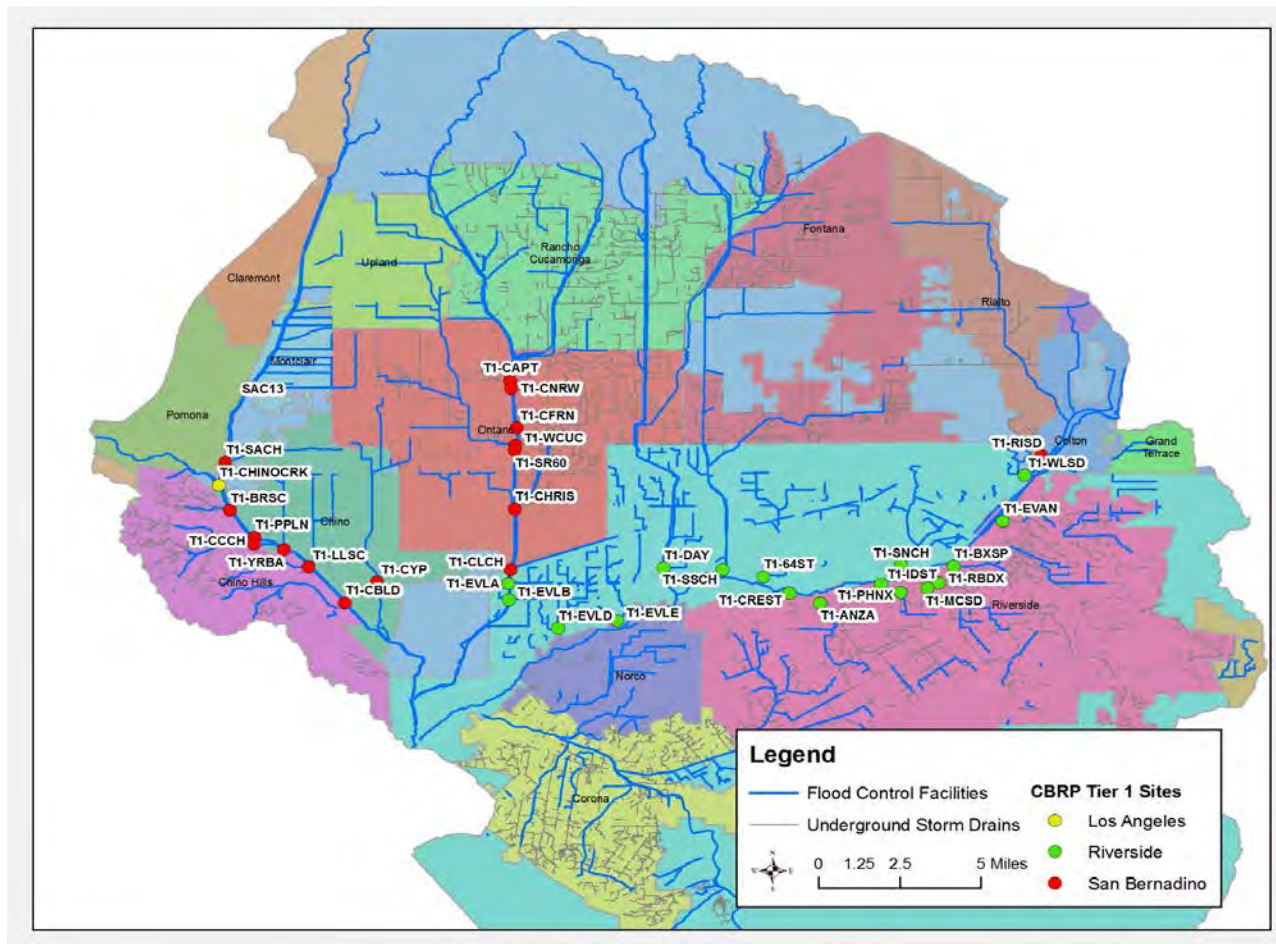 Claremont
Upland
Rancho
Cucamonga
Fontana
Rialto
Montclair
SAC13
Pomona
T1-CAPT
T1-CNRW
T1-CFRN
Ontario
T1-WCUC
T1-SR60
T1-CHRIS
T1-SACH
T1-CHINOCRK
T1-BRSC
T1-PPLN
Chino
T1-CCCH
T1-YRBA
T1-LLSC
Chino Hills
T1-CYP
T1-CBLD
T1-CLCH
T1-EVLA
T1-EVLB
T1-EVLD
T1-EVLE
T1-DAY
T1-SSCH
T1-64ST
T1-CREST
T1-ANZA
T1-PHNX
T1-SNCH
T1-IDST
T1-BXSP
T1-RBDX
T1-MCSD
Riverside
T1-RISD
Colton
T1-WLSD
T1-EVAN
Grand
Terrace
Norco
Corona
Legend
Flood Control Facilities
Underground Storm Drains
0 1.25 2.5 5 Miles
CBRP Tier 1 Sites
Los Angeles
Riverside
San Bernadino